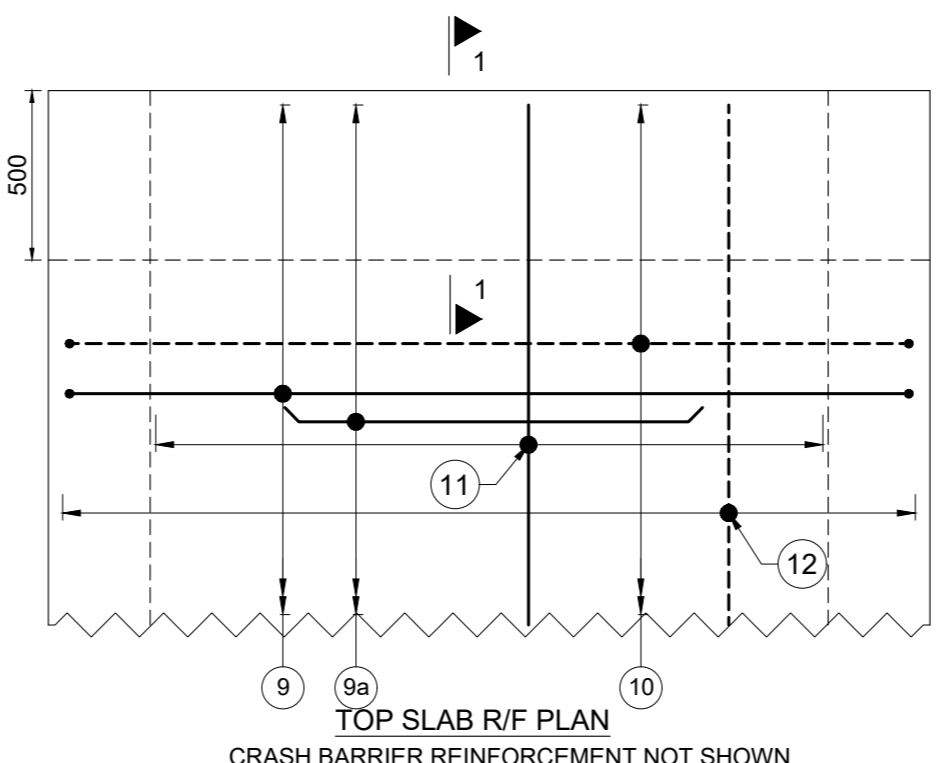 1
500
1
11
12
9
9a
10
TOP SLAB R/F PLAN
CRASH BARRIER REINFORCEMENT NOT SHOWN